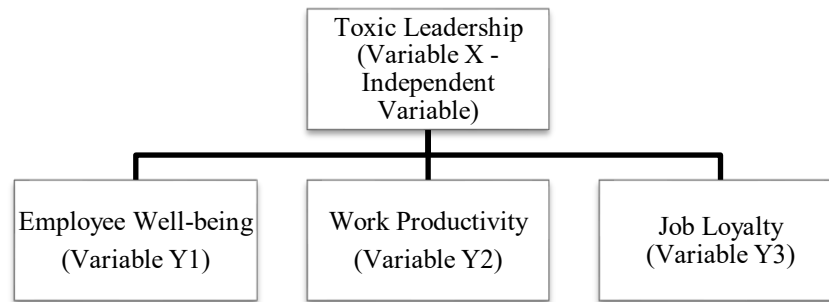 Toxic Leadership
(Variable X -
Independent
Variable)
Employee Well-being
(Variable Y1)
Work Productivity
(Variable Y2)
Job Loyalty
(Variable Y3)